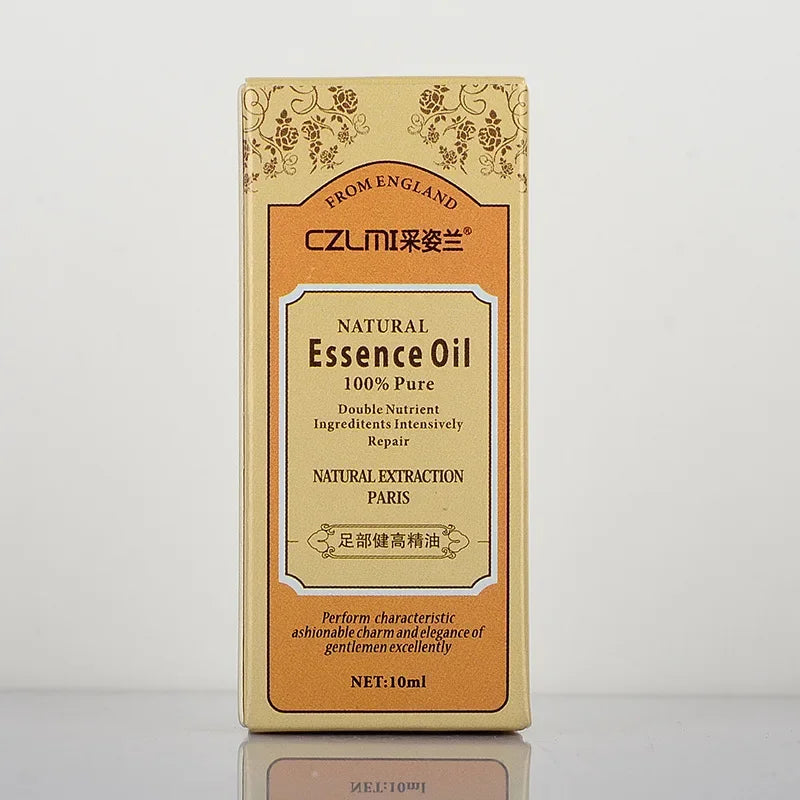 FROM ENGLAND
CZLMI采姿兰®
NATURAL
Essence Oil
100% Pure
Double Nutrient
Ingreditents Intensively
Repair
NATURAL EXTRACTION
PARIS
足部健高精油
Perform characteristic
ashionable charm and elegance of
gentlemen excellently
NET:10ml